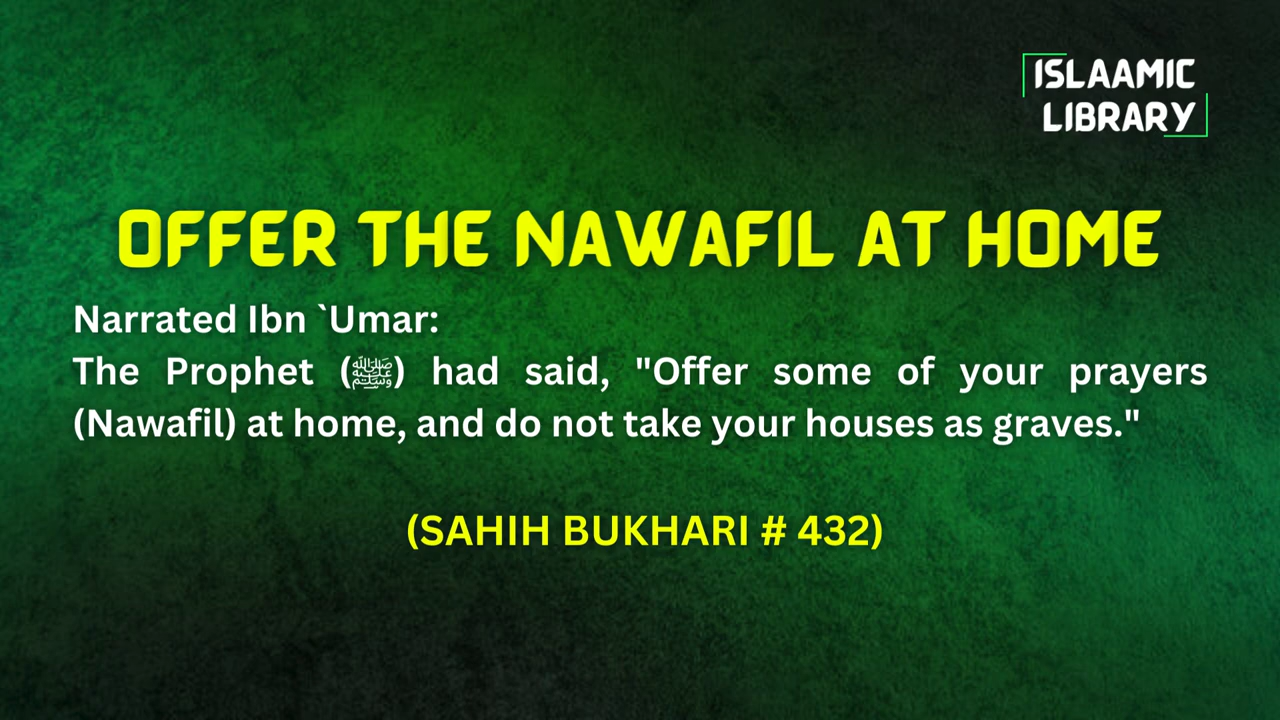 ISLAAMIC
LIBRARY
OFFER THE NAWAFIL AT HOME
Narrated Ibn `Umar:
The Prophet (ﷺ) had said, "Offer some of your prayers
(Nawafil) at home, and do not take your houses as graves."
(SAHIH BUKHARI # 432)